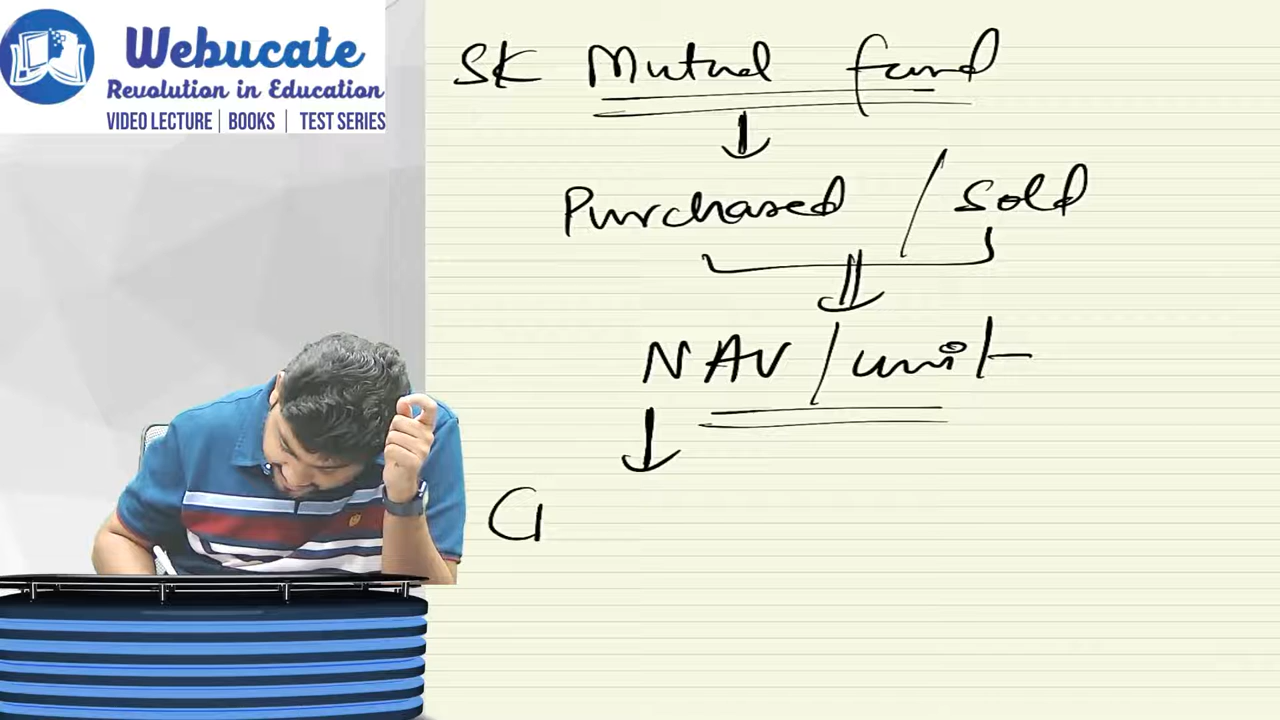 Webucate
Revolution in Education
VIDEO LECTURE | BOOKS | TEST SERIES
SK Mutual fund
Purchased / Sold
NAV / unit